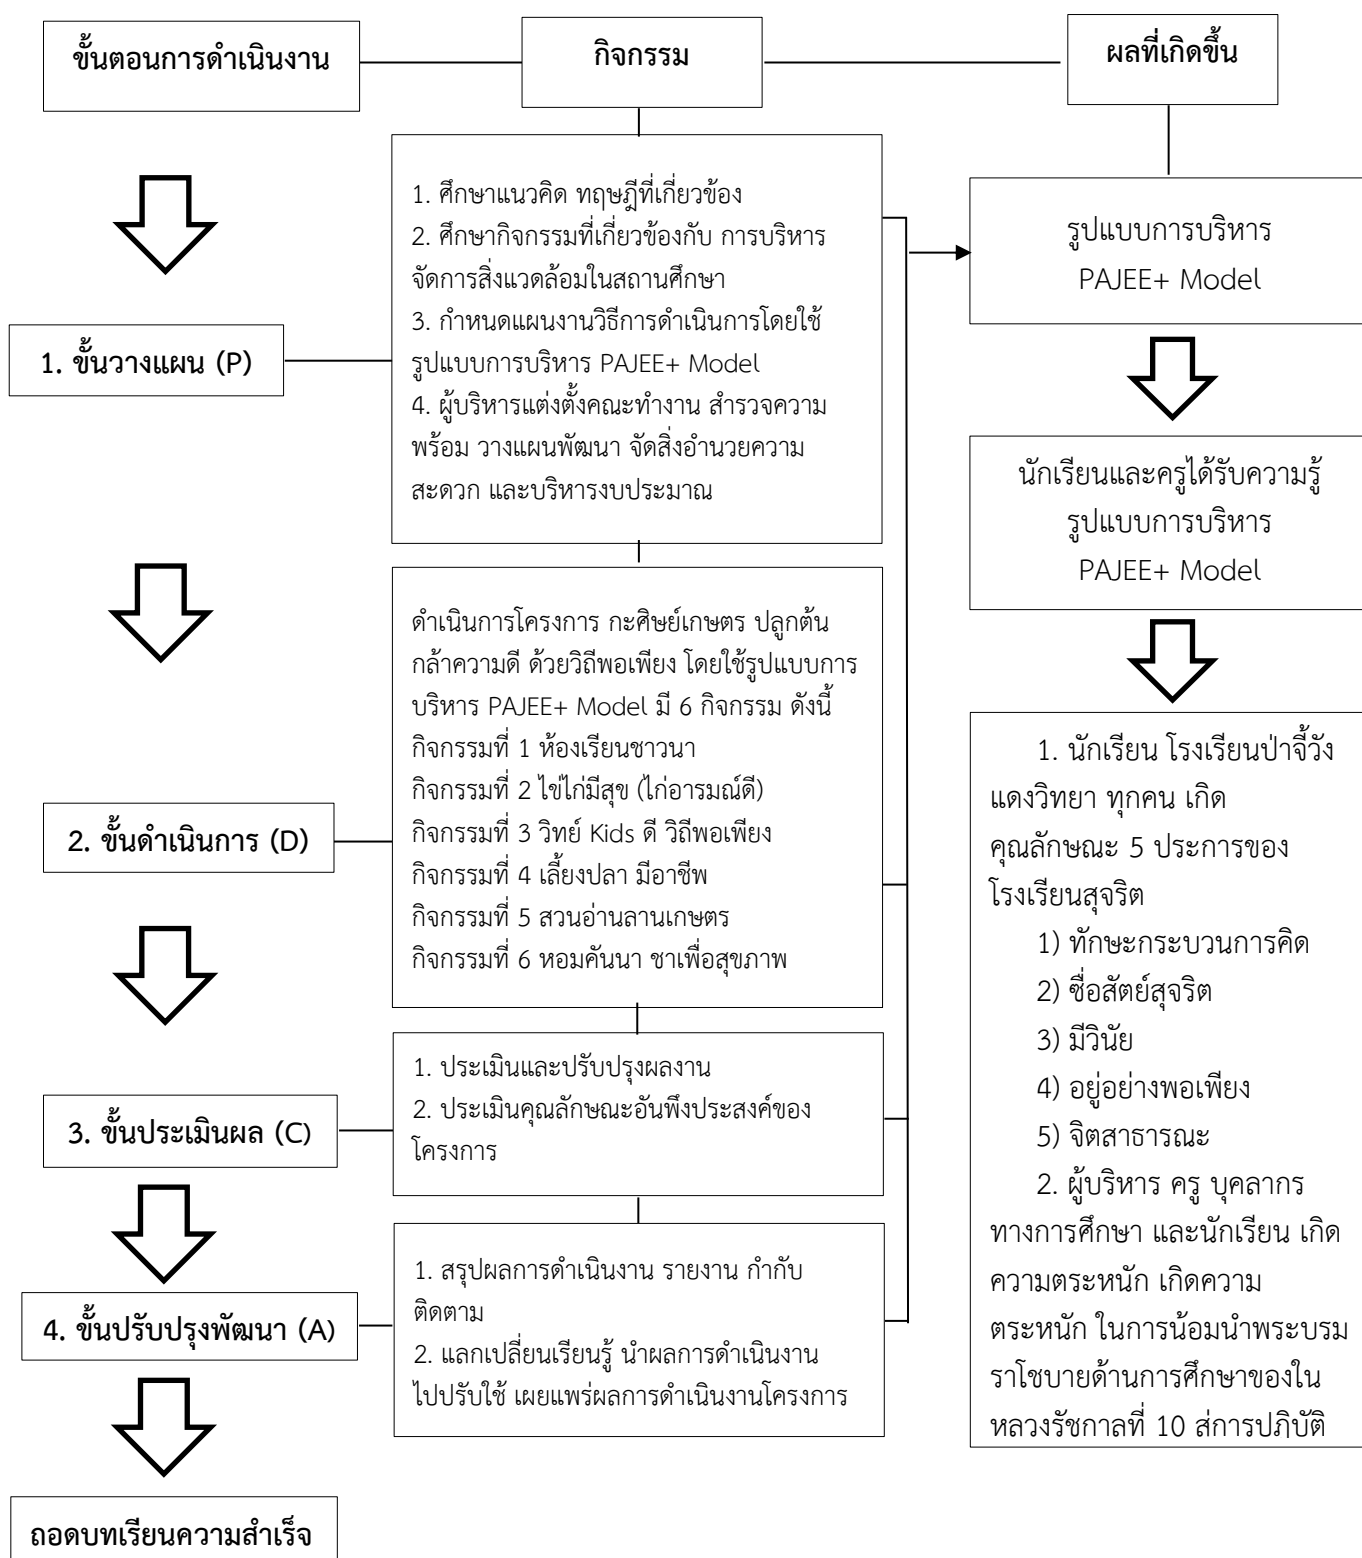 ขั้นตอนการดำเนินงาน
กิจกรรม
ผลที่เกิดขึ้น
1. ขั้นวางแผน (P)
1. ศึกษาแนวคิด ทฤษฎีที่เกี่ยวข้อง
2. ศึกษากิจกรรมที่เกี่ยวข้องกับ การบริหาร
จัดการสิ่งแวดล้อมในสถานศึกษา
3. กำหนดแผนงานวิธีการดำเนินการโดยใช้
รูปแบบการบริหาร PAJEE+ Model
4. ผู้บริหารแต่งตั้งคณะทำงาน สำรวจความ
พร้อม วางแผนพัฒนา จัดสิ่งอำนวยความ
สะดวก และบริหารงบประมาณ
รูปแบบการบริหาร
PAJEE+ Model
นักเรียนและครูได้รับความรู้
รูปแบบการบริหาร
PAJEE+ Model
2. ขั้นดำเนินการ (D)
ดำเนินการโครงการ กะศิษย์เกษตร ปลูกต้น
กล้าความดี ด้วยวิถีพอเพียง โดยใช้รูปแบบการ
บริหาร PAJEE+ Model มี 6 กิจกรรม ดังนี้
กิจกรรมที่ 1 ห้องเรียนชาวนา
กิจกรรมที่ 2 ไข่ไก่มีสุข (ไก่อารมณ์ดี)
กิจกรรมที่ 3 วิทย์ Kids ดี วิถีพอเพียง
กิจกรรมที่ 4 เลี้ยงปลา มีอาชีพ
กิจกรรมที่ 5 สวนอ่านลานเกษตร
กิจกรรมที่ 6 หอมคันนา ชาเพื่อสุขภาพ
3. ขั้นประเมินผล (C)
1. ประเมินและปรับปรุงผลงาน
2. ประเมินคุณลักษณะอันพึงประสงค์ของ
โครงการ
4. ขั้นปรับปรุงพัฒนา (A)
1. สรุปผลการดำเนินงาน รายงาน กำกับ
ติดตาม
2. แลกเปลี่ยนเรียนรู้ นำผลการดำเนินงาน
ไปปรับใช้ เผยแพร่ผลการดำเนินงานโครงการ
1. นักเรียน โรงเรียนป่าจี้วัง
แดงวิทยา ทุกคน เกิด
คุณลักษณะ 5 ประการของ
โรงเรียนสุจริต
1) ทักษะกระบวนการคิด
2) ซื่อสัตย์สุจริต
3) มีวินัย
4) อยู่อย่างพอเพียง
5) จิตสาธารณะ
2. ผู้บริหาร ครู บุคลากร
ทางการศึกษา และนักเรียน เกิด
ความตระหนัก เกิดความ
ตระหนัก ในการน้อมนำพระบรม
ราโชบายด้านการศึกษาของใน
หลวงรัชกาลที่ 10 สู่การปฏิบัติ
ถอดบทเรียนความสำเร็จ